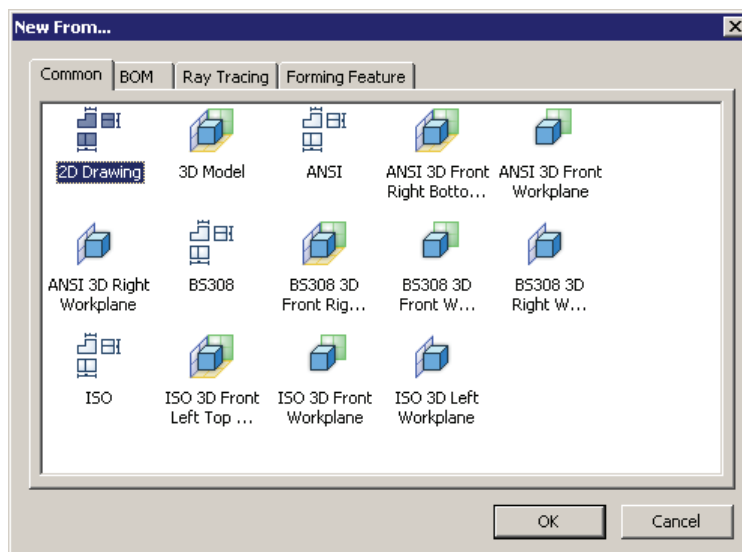 New From...
Common BOM Ray Tracing Forming Feature
2D Drawing 3D Model ANSI ANSI 3D Front ANSI 3D Front
Right Botto... Workplane
ANSI 3D Right BS308 BS308 3D BS308 3D BS308 3D
Workplane Front Rig... Front W... Right W...
ISO ISO 3D Front ISO 3D Front ISO 3D Left
Left Top ... Workplane Workplane
OK Cancel